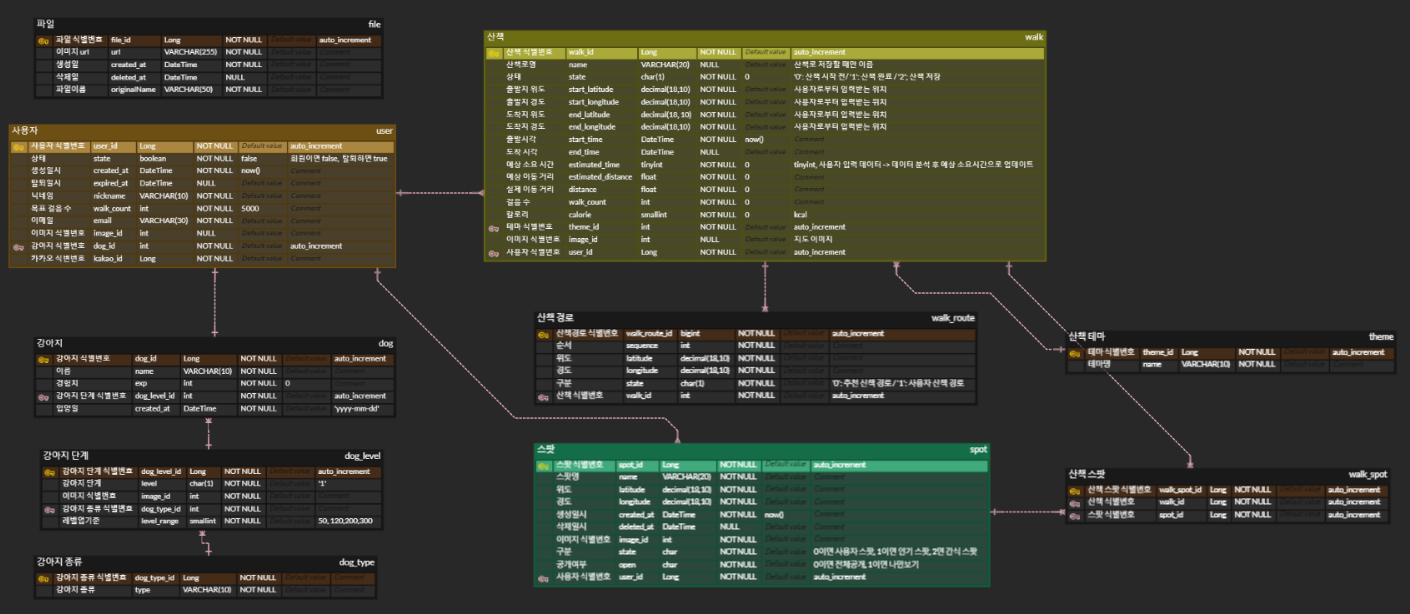 파일 file
파일 식별번호 file_id Long NOT NULL Default value auto_increment
이미지 url url VARCHAR(255) NOT NULL Default value Comment
생성일 created_at DateTime NOT NULL Default value Comment
삭제일 deleted_at DateTime NULL Default value Comment
파일이름 originalName VARCHAR(50) NOT NULL Default value Comment
산책 walk
산책 식별번호 walk_id Long NOT NULL Default value auto_increment
산책로명 name VARCHAR(20) NULL Default value 산책로 저장할 때만 이름
상태 state char(1) NOT NULL 0 '0': 산책 시작 전/ '1': 산책 완료 / '2': 산책 저장
출발지 위도 start_latitude decimal(18,10) NOT NULL 0 사용자로부터 입력받는 위치
출발지 경도 start_longitude decimal(18,10) NOT NULL 0 사용자로부터 입력받는 위치
도착지 위도 end_latitude decimal(18,10) NOT NULL 0 사용자로부터 입력받는 위치
도착지 경도 end_longitude decimal(18,10) NOT NULL 0 사용자로부터 입력받는 위치
출발시각 start_time DateTime NOT NULL now() Comment
도착 시각 end_time DateTime NULL Default value Comment
예상 소요 시간 estimated_time tinyint NOT NULL 0 tinyint, 사용자 입력 데이터 -> 데이터 분석 후 예상 소요시간으로 업데이트
예상 이동 거리 estimated_distance float NOT NULL 0 Comment
실제 이동 거리 distance float NOT NULL 0 Comment
걸음 수 walk_count int NOT NULL 0 Comment
칼로리 calorie smallint NOT NULL 0 kcal
테마 식별번호 theme_id int NOT NULL Default value auto_increment
이미지 식별번호 image_id int NULL Default value 지도 이미지
사용자 식별번호 user_id Long NOT NULL Default value auto_increment
사용자 user
사용자 식별번호 user_id Long NOT NULL Default value auto_increment
상태 state boolean NOT NULL false 회원이면 false, 탈퇴하면 true
생성일시 created_at DateTime NOT NULL now() Comment
탈퇴일시 expired_at DateTime NULL Default value Comment
닉네임 nickname VARCHAR(10) NOT NULL Default value Comment
목표 걸음 수 walk_count int NOT NULL 5000 Comment
이메일 email VARCHAR(30) NOT NULL Default value Comment
이미지 식별번호 image_id int NULL Default value Comment
강아지 식별번호 dog_id int NOT NULL Default value auto_increment
카카오 식변번호 kakao_id Long NOT NULL Default value Comment
강아지 dog
강아지 식별번호 dog_id Long NOT NULL Default value auto_increment
이름 name VARCHAR(10) NOT NULL Default value Comment
경험치 exp int NOT NULL 0 Comment
강아지 단계 식별번호 dog_level_id int NOT NULL Default value auto_increment
입양일 created_at DateTime NOT NULL Default value 'yyyy-mm-dd'
산책 경로 walk_route
산책경로 식별번호 walk_route_id bigint NOT NULL Default value auto_increment
순서 sequence int NOT NULL Default value Comment
위도 latitude decimal(18,10) NOT NULL Default value Comment
경도 longitude decimal(18,10) NOT NULL Default value Comment
구분 state char(1) NOT NULL Default value '0': 추천 산책 경로/ '1': 사용자 산책 경로
산책 식별번호 walk_id int NOT NULL Default value auto_increment
산책 테마 theme
테마 식별번호 theme_id Long NOT NULL Default value auto_increment
테마명 name VARCHAR(10) NOT NULL Default value Comment
강아지 단계 dog_level
강아지 단계 식별번호 dog_level_id Long NOT NULL Default value auto_increment
강아지 단계 level char(1) NOT NULL Default value '1'
이미지 식별번호 image_id int NOT NULL Default value Comment
강아지 종류 식별번호 dog_type_id int NOT NULL Default value Comment
레벨업기준 level_range smallint NOT NULL Default value 50, 120,200,300
스팟 spot
스팟 식별번호 spot_id Long NOT NULL Default value auto_increment
스팟명 name VARCHAR(20) NOT NULL Default value Comment
위도 latitude decimal(18,10) NOT NULL Default value Comment
경도 longitude decimal(18,10) NOT NULL Default value Comment
생성일시 created_at DateTime NOT NULL now() Comment
삭제일시 deleted_at DateTime NULL Default value Comment
이미지 식별번호 image_id int NOT NULL Default value Comment
구분 state char NOT NULL Default value 0이면 사용자 스팟, 1이면 인기 스팟, 2면 간식 스팟
공개여부 open char NOT NULL Default value 0이면 전체공개, 1이면 나만보기
사용자 식별번호 user_id Long NOT NULL Default value auto_increment
산책 스팟 walk_spot
산책 스팟 식별번호 walk_spot_id Long NOT NULL Default value auto_increment
산책 식별번호 walk_id Long NOT NULL Default value auto_increment
스팟 식별번호 spot_id Long NOT NULL Default value auto_increment
강아지 종류 dog_type
강아지 종류 식별번호 dog_type_id Long NOT NULL Default value Comment
강아지 종류 type VARCHAR(10) NOT NULL Default value Comment